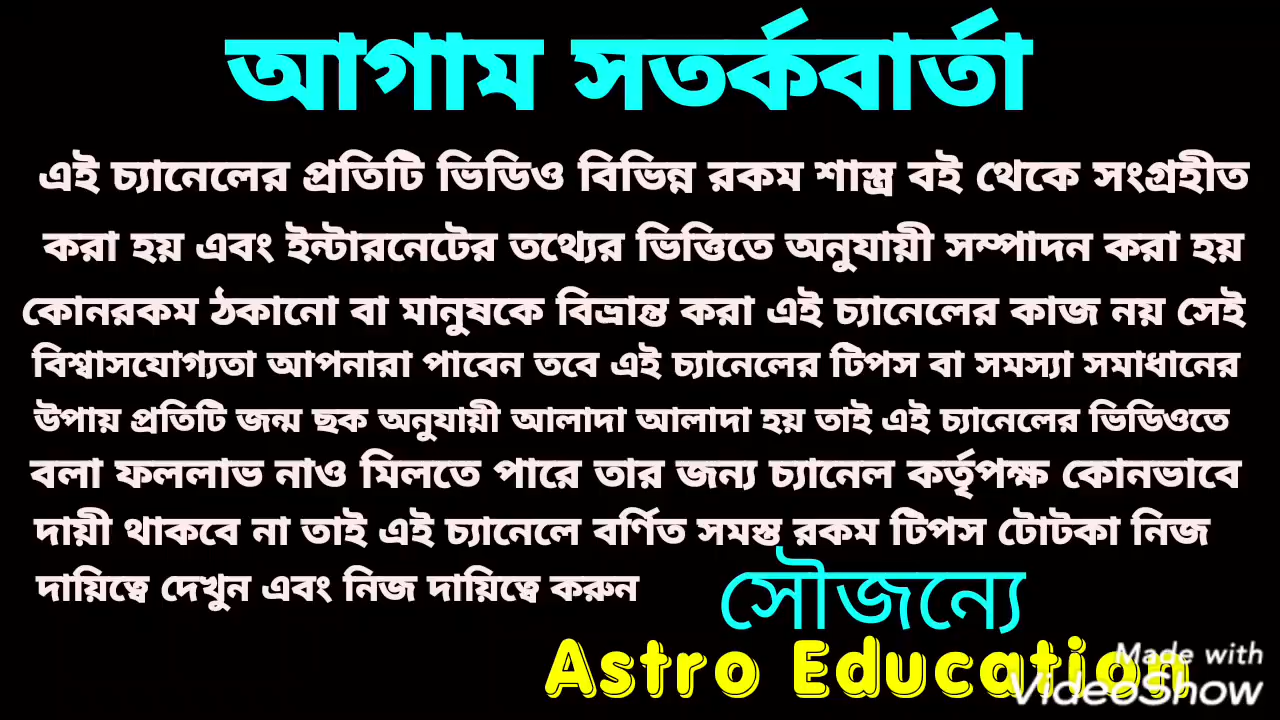 আগাম সতর্কবার্তা
এই চ্যানেলের প্রতিটি ভিডিও বিভিন্ন রকম শাস্ত্র বই থেকে সংগ্রহীত
করা হয় এবং ইন্টারনেটের তথ্যের ভিত্তিতে অনুযায়ী সম্পাদন করা হয়
কোনরকম ঠকানো বা মানুষকে বিভ্রান্ত করা এই চ্যানেলের কাজ নয় সেই
বিশ্বাসযোগ্যতা আপনারা পাবেন তবে এই চ্যানেলের টিপস বা সমস্যা সমাধানের
উপায় প্রতিটি জন্ম ছক অনুযায়ী আলাদা আলাদা হয় তাই এই চ্যানেলের ভিডিওতে
বলা ফললাভ নাও মিলতে পারে তার জন্য চ্যানেল কর্তৃপক্ষ কোনভাবে
দায়ী থাকবে না তাই এই চ্যানেলে বর্ণিত সমস্ত রকম টিপস টোটকা নিজ
দায়িত্বে দেখুন এবং নিজ দায়িত্বে করুন
সৌজন্যে
Astro Education
Made with
VideoShow